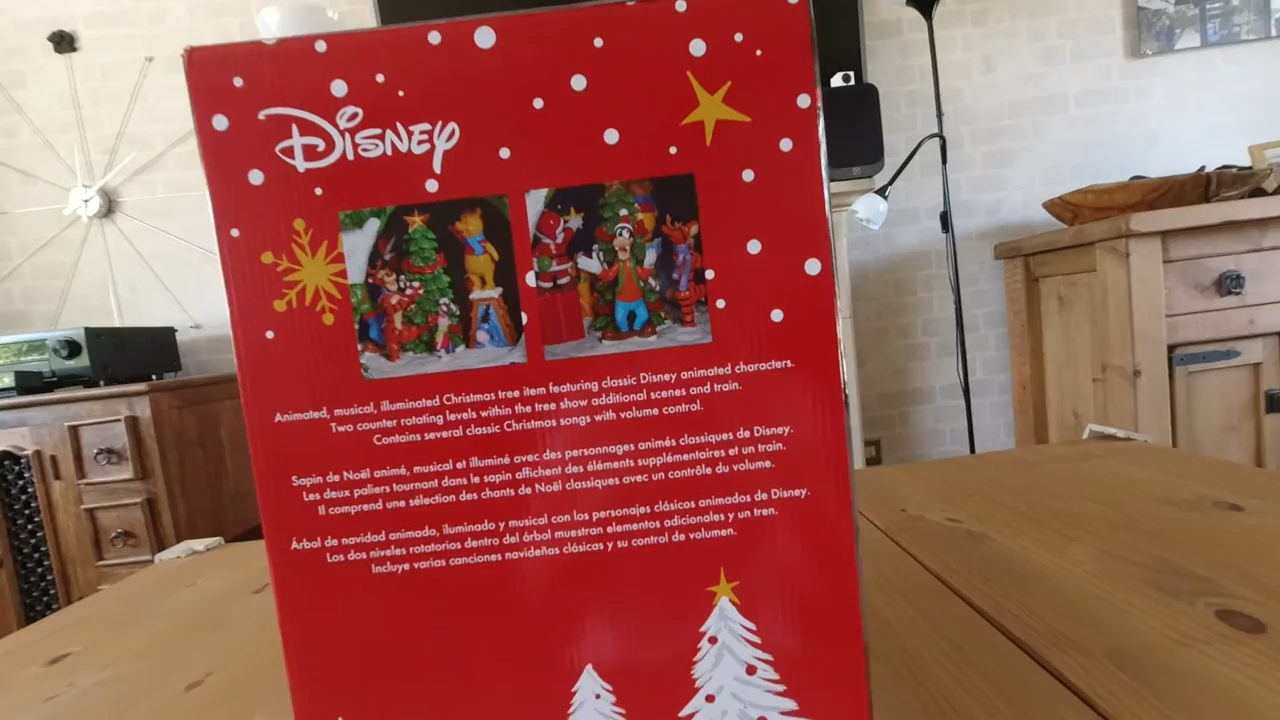 Disney
Animated, musical, illuminated Christmas tree item featuring classic Disney animated characters.
Two counter rotating levels within the tree show additional scenes and train.
Contains several classic Christmas songs with volume control.
Sapin de Noël animé, musical et illuminé avec des personnages animés classiques de Disney.
Les deux paliers tournant dans le sapin affichent des éléments supplémentaires et un train.
Il comprend une sélection des chants de Noël classiques avec un contrôle du volume.
Árbol de navidad animado, iluminado y musical con los personajes clásicos animados de Disney.
Los dos niveles rotatorios dentro del árbol muestran elementos adicionales y un tren.
Incluye varias canciones navideñas clásicas y su control de volumen.